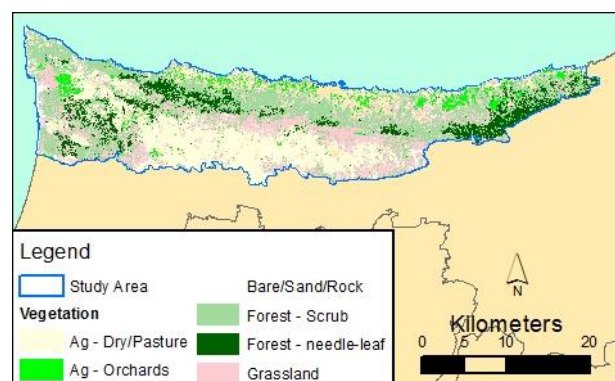 Legend
Study Area
Vegetation
Ag - Dry/Pasture
Ag - Orchards
Bare/Sand/Rock
Forest - Scrub
Forest - needle-leaf
Grassland
N
Kilometers
0 5 10 20